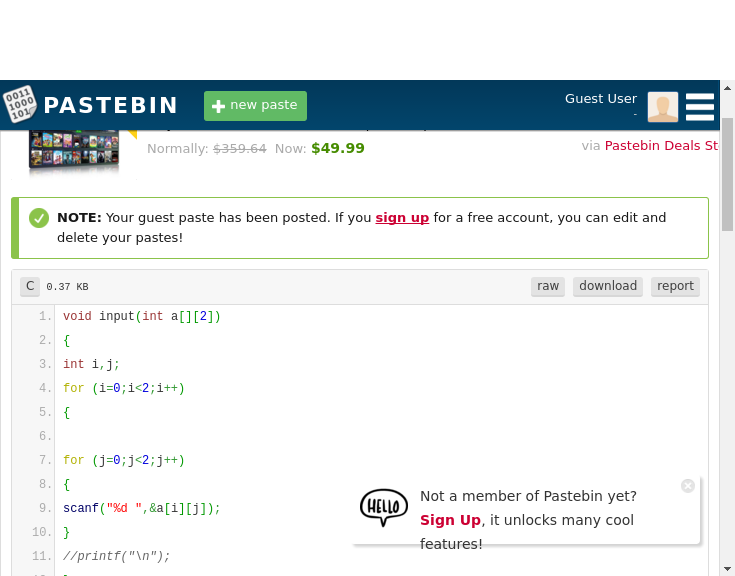 0011
1000
101
PASTEBIN
new paste
Guest User
-
Normally: $359.64 Now: $49.99
via Pastebin Deals St
NOTE: Your guest paste has been posted. If you sign up for a free account, you can edit and
delete your pastes!
C 0.37 KB
raw download report
1. void input(int a[][2])
2. {
3. int i,j;
4. for (i=0;i<2;i++)
5. {
6.
7. for (j=0;j<2;j++)
8. {
9. scanf("%d ",&a[i][j]);
10. }
11. //printf("\n");
HELLO
Not a member of Pastebin yet?
Sign Up, it unlocks many cool
features!